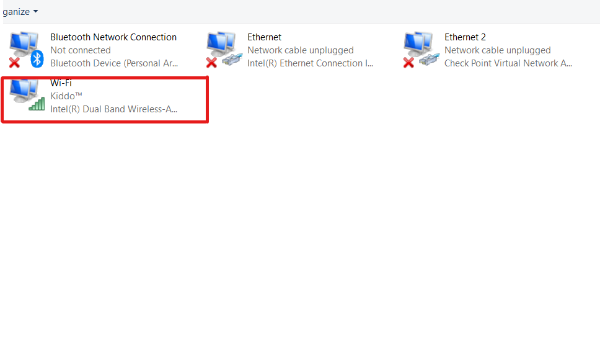 ganize
Bluetooth Network Connection
Not connected
Bluetooth Device (Personal Ar...
Ethernet
Network cable unplugged
Intel(R) Ethernet Connection I...
Ethernet 2
Network cable unplugged
Check Point Virtual Network A...
Wi-Fi
Kiddo™
Intel(R) Dual Band Wireless-A...